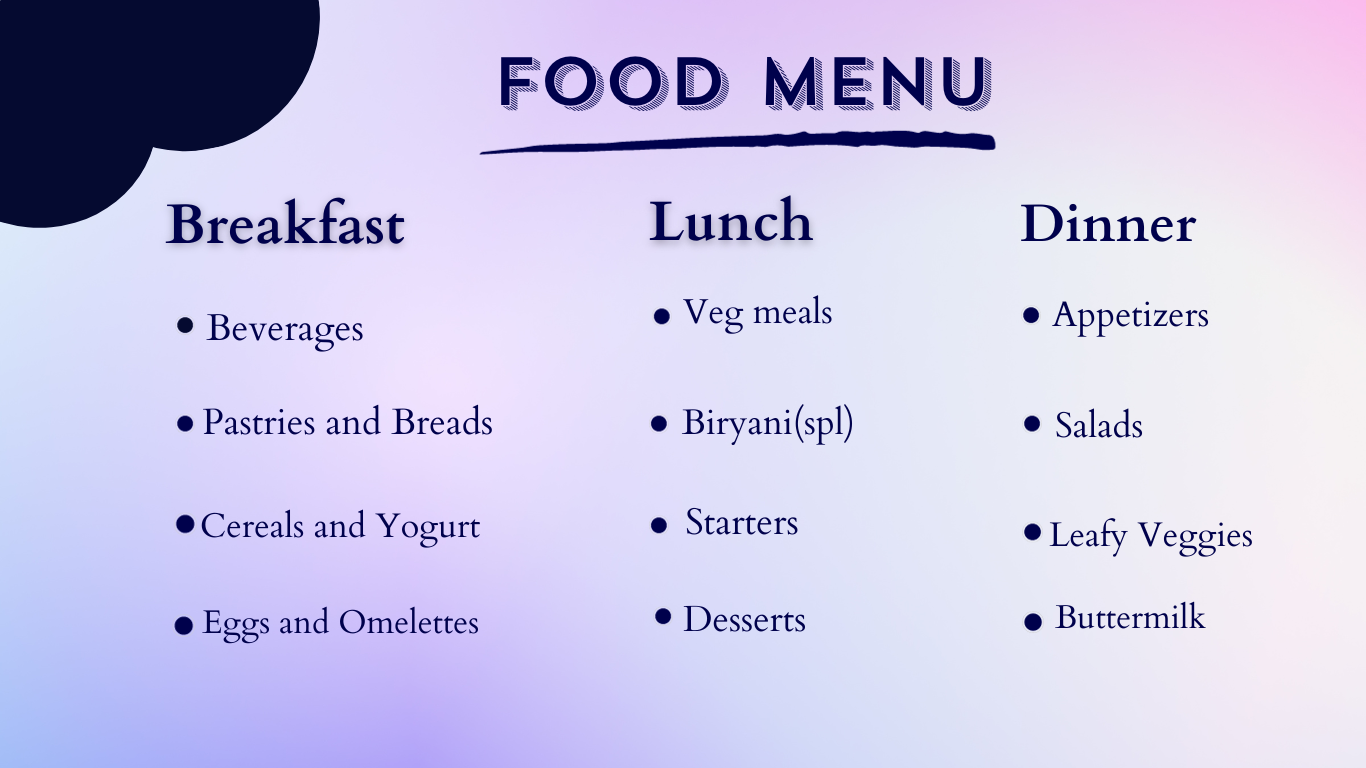 FOOD MENU
Breakfast
Beverages
Pastries and Breads
Cereals and Yogurt
Eggs and Omelettes
Lunch
Veg meals
Biryani(spl)
Starters
Desserts
Dinner
Appetizers
Salads
Leafy Veggies
Buttermilk